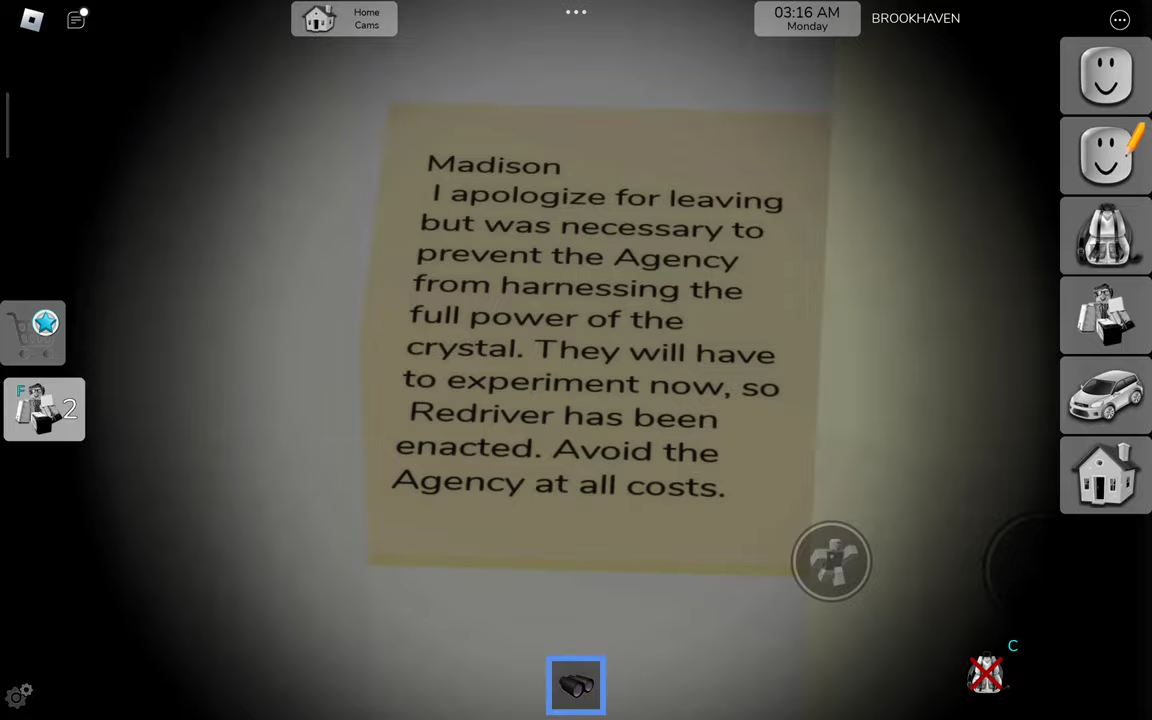 Home
Cams
03:16 AM
Monday
BROOKHAVEN
Madison
I apologize for leaving
but was necessary to
prevent the Agency
from harnessing the
full power of the
crystal. They will have
to experiment now, so
Redriver has been
enacted. Avoid the
Agency at all costs.
F
2
C